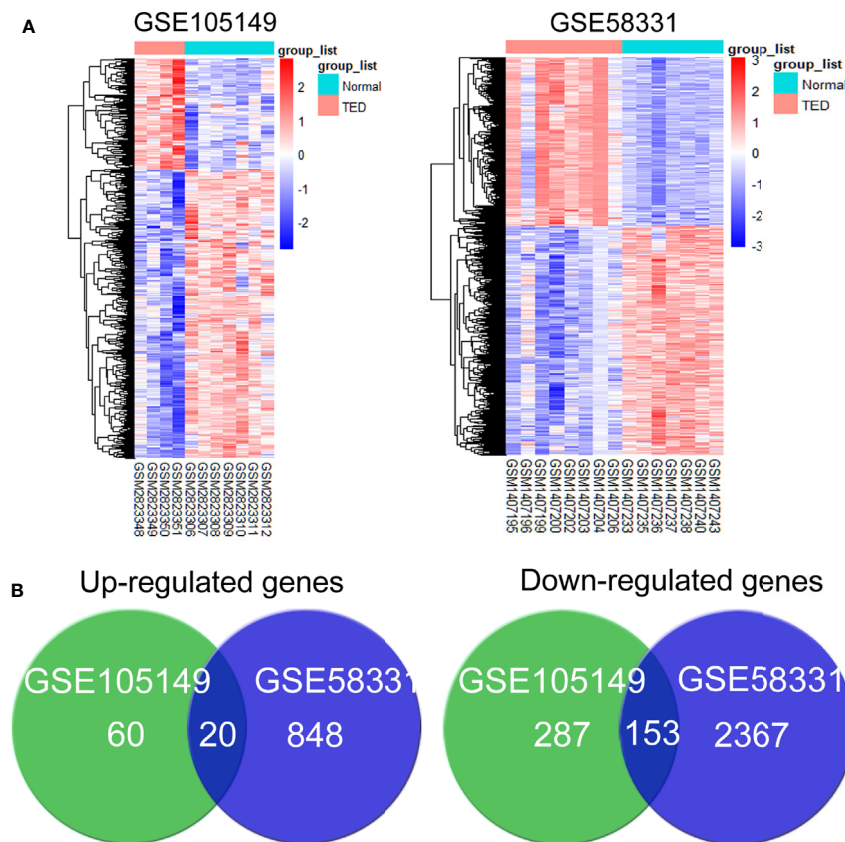 A
GSE105149
GSE58331
group_list
group_list
Normal
TED
2
1
0
-1
-2
group_list
group_list
Normal
TED
3
2
1
0
-1
-2
-3
GSM2823348
GSM2823349
GSM2823350
GSM2823351
GSM2823306
GSM2823307
GSM2823308
GSM2823309
GSM2823310
GSM2823311
GSM2823312
GSM1407195
GSM1407196
GSM1407199
GSM1407200
GSM1407202
GSM1407203
GSM1407204
GSM1407206
GSM1407233
GSM1407235
GSM1407236
GSM1407237
GSM1407238
GSM1407240
GSM1407243
B
Up-regulated genes
Down-regulated genes
GSE105149
GSE58331
60
20
848
GSE105149
GSE58331
287
153
2367